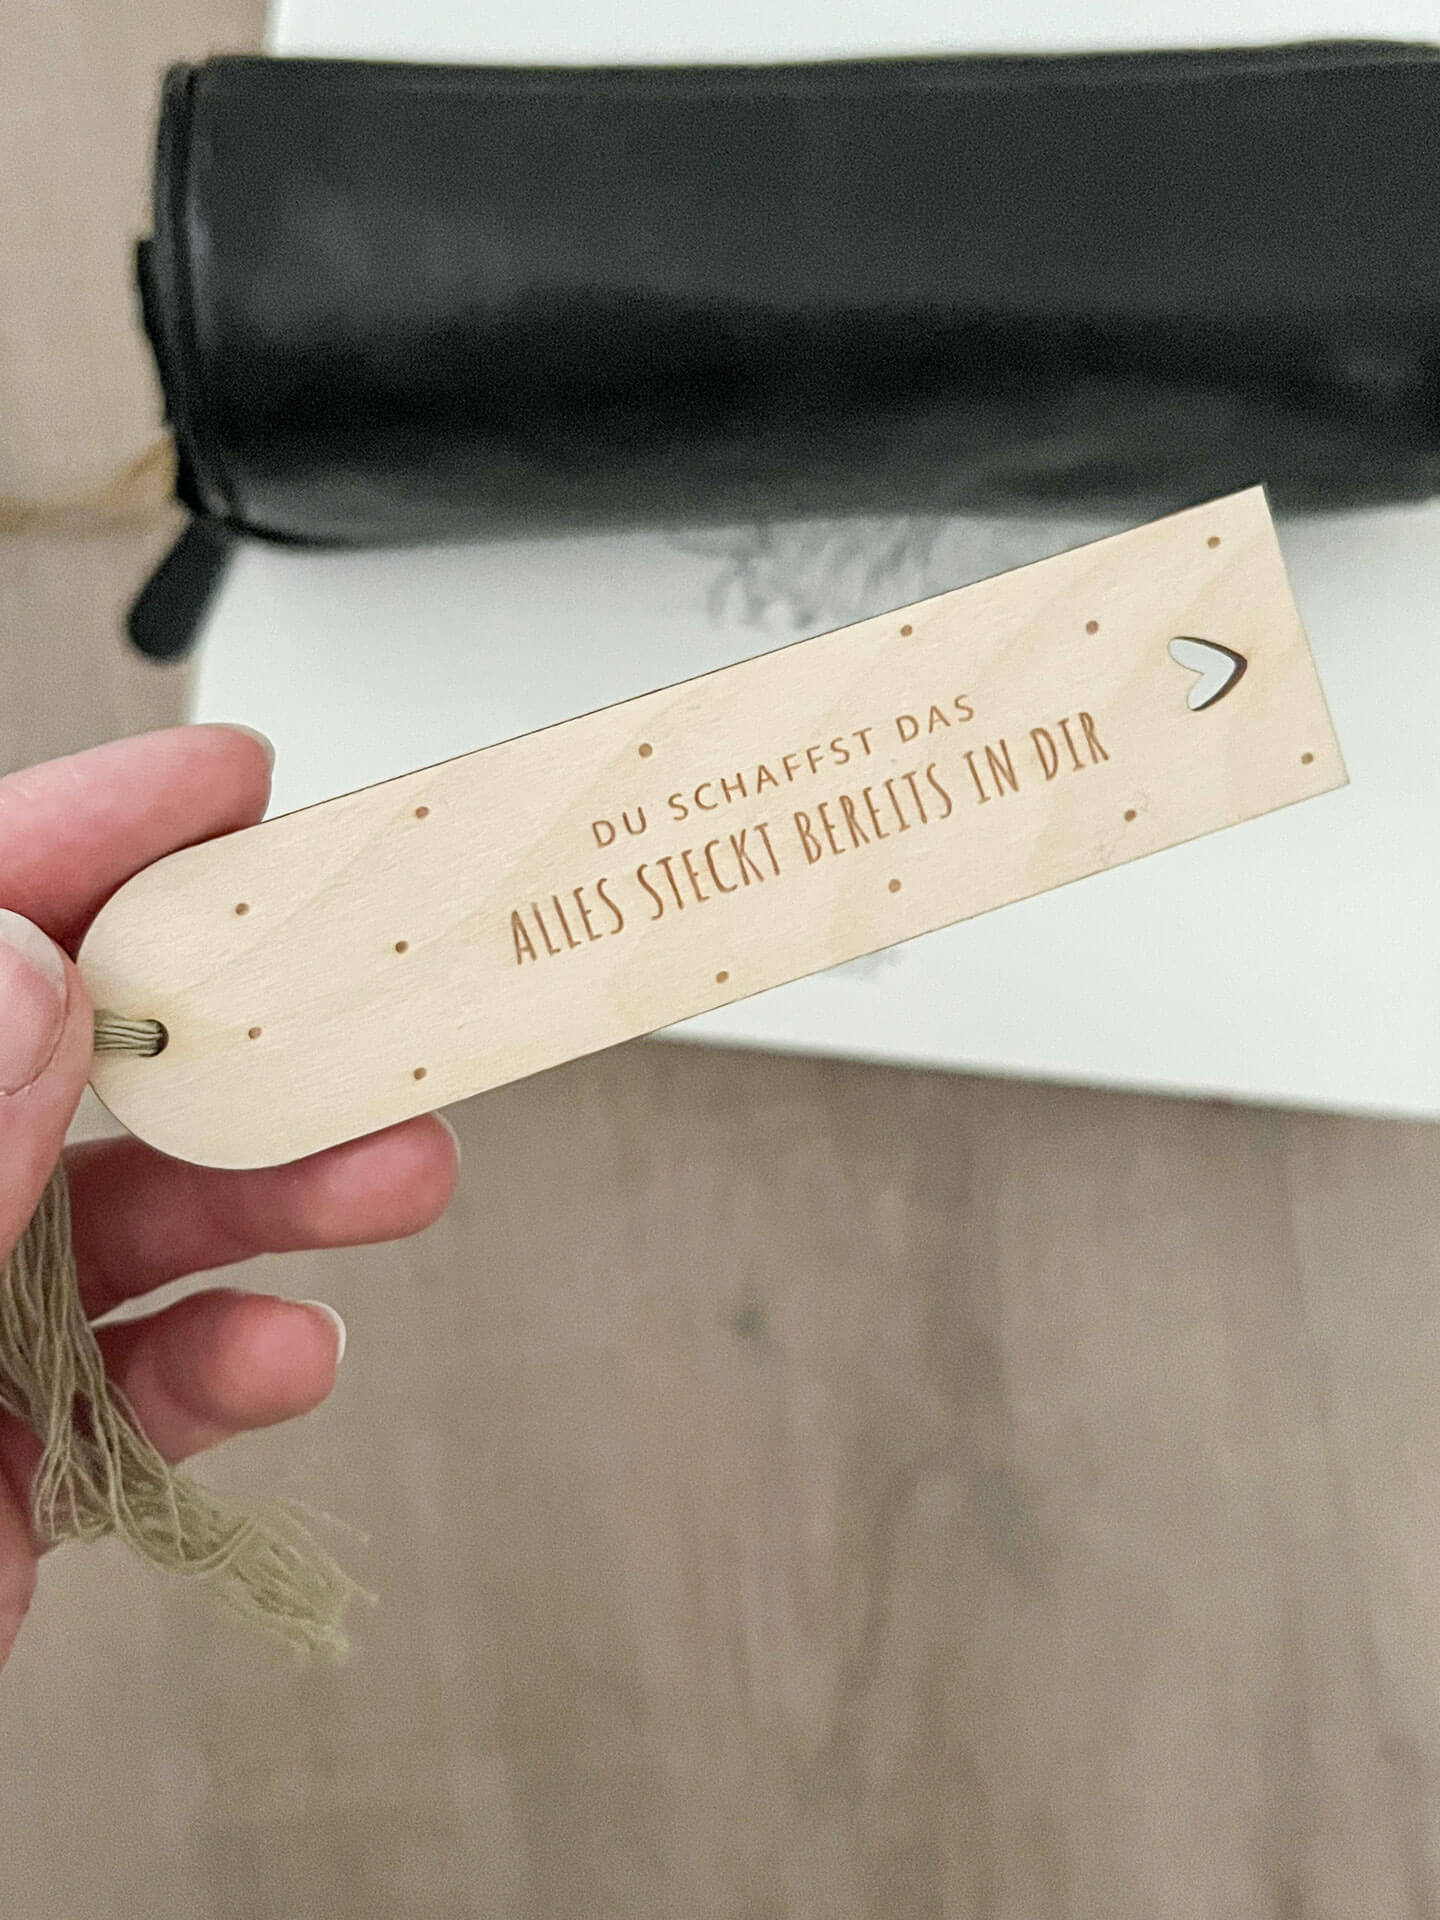 DU SCHAFFST DAS
ALLES STECKT BEREITS IN DIR